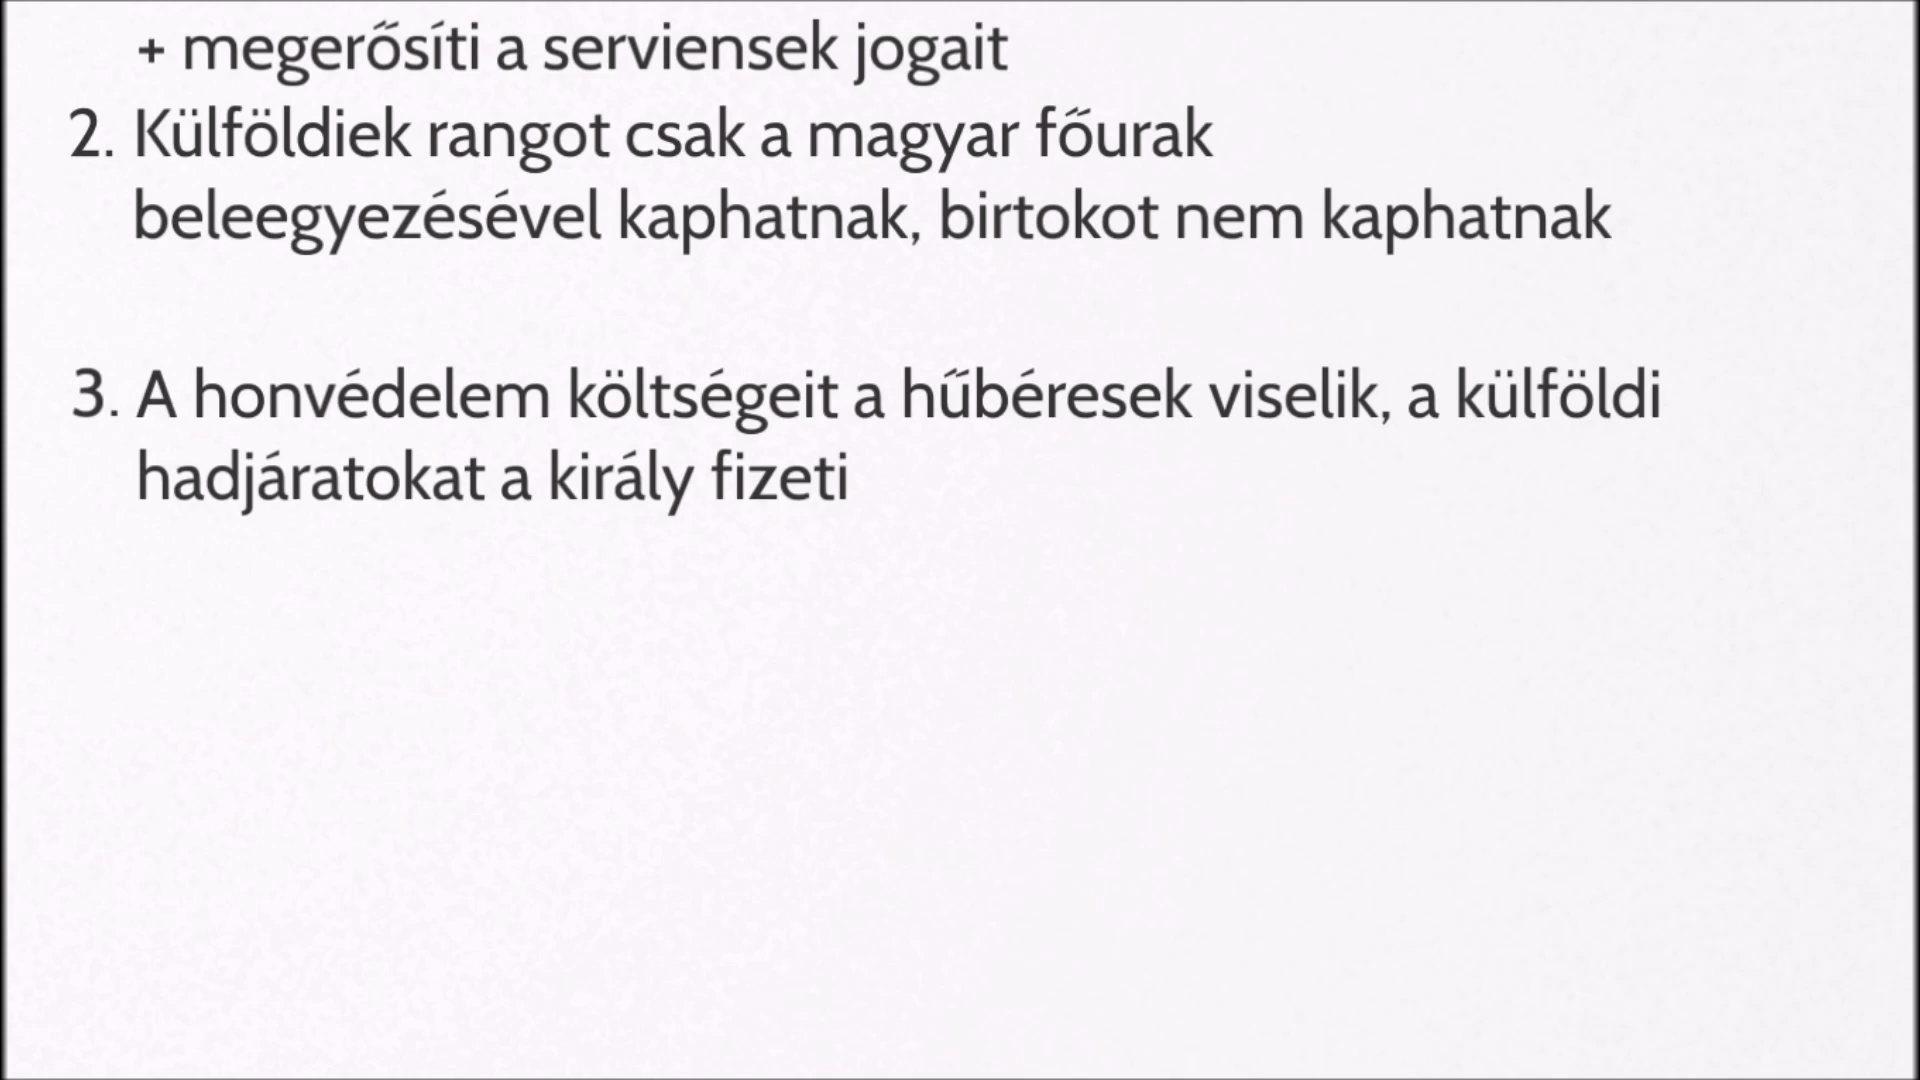 + megerősíti a serviensek jogait
2. Külföldiek rangot csak a magyar főurak
beleegyezésével kaphatnak, birtokot nem kaphatnak
3. A honvédelem költségeit a hűbéresek viselik, a külföldi
hadjáratokat a király fizeti